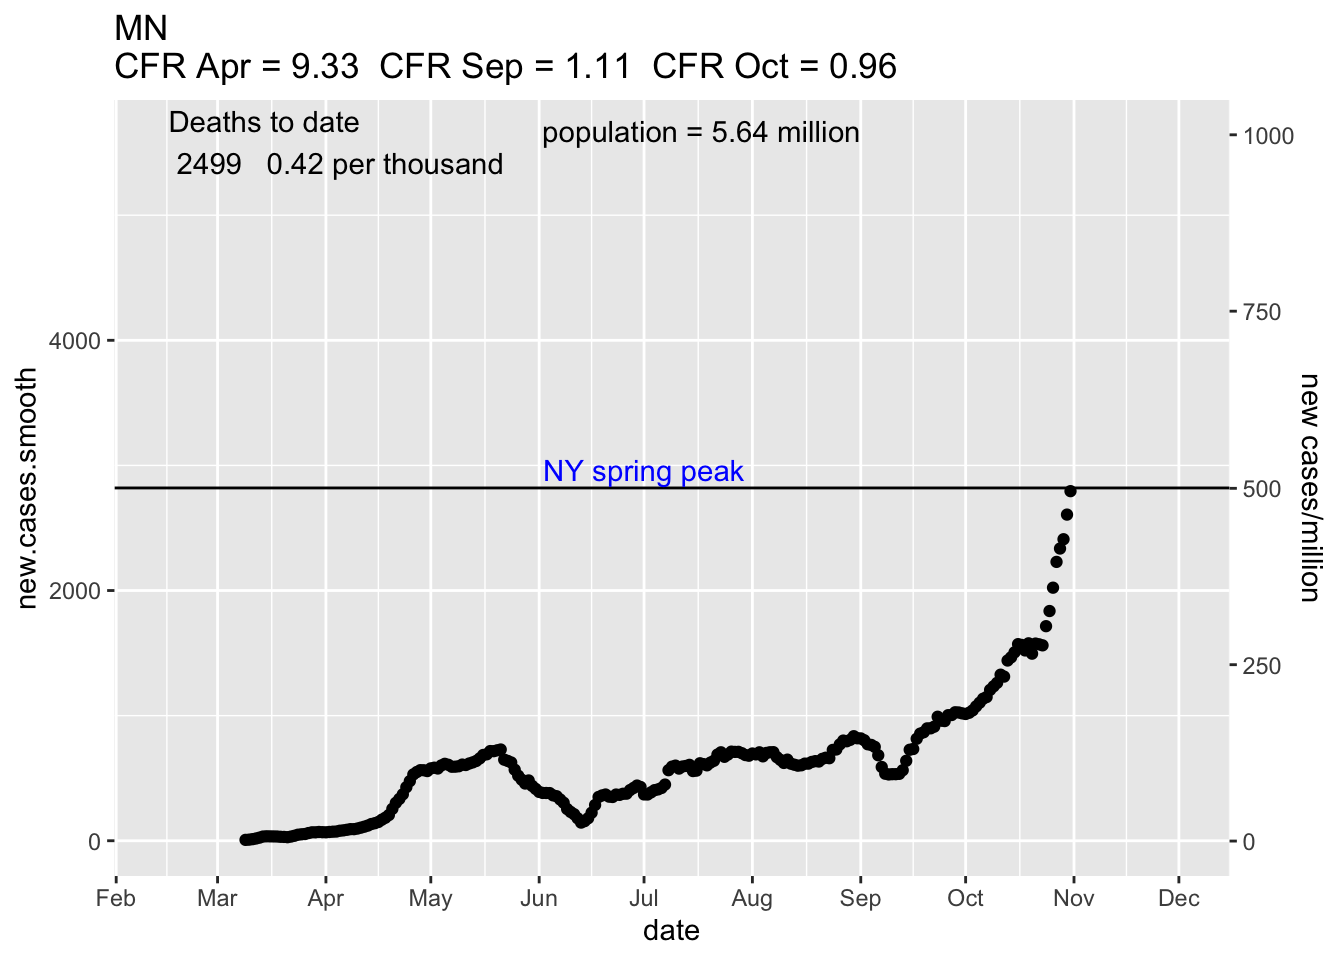 MN
CFR Apr = 9.33  CFR Sep = 1.11  CFR Oct = 0.96
Deaths to date
2499   0.42 per thousand
population = 5.64 million
NY spring peak
new.cases.smooth
4000
2000
0
1000
750
500
250
0
new cases/million
Feb Mar Apr May Jun Jul Aug Sep Oct Nov Dec
date